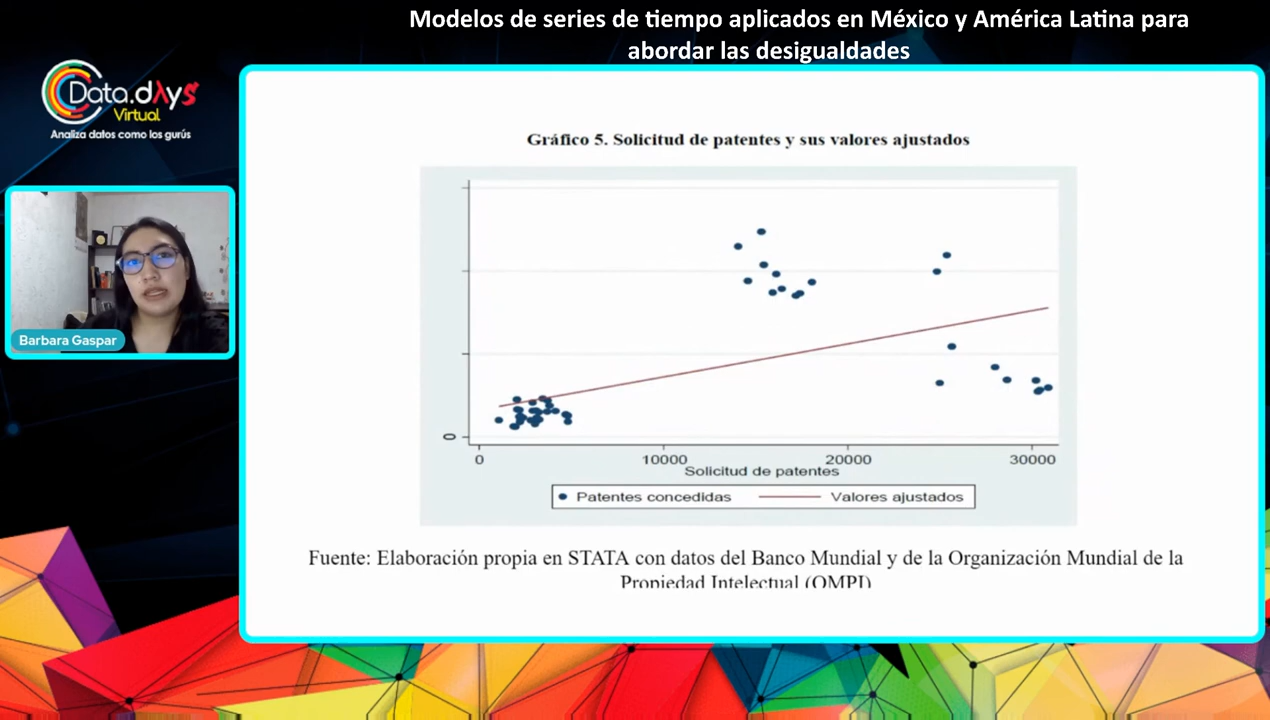 Modelos de series de tiempo aplicados en México y América Latina para
abordar las desigualdades
Data.dAys
Virtual
Analiza datos como los gurús
Barbara Gaspar
Gráfico 5. Solicitud de patentes y sus valores ajustados
0
0 10000 20000 30000
Solicitud de patentes
Patentes concedidas Valores ajustados
Fuente: Elaboración propia en STATA con datos del Banco Mundial y de la Organización Mundial de la
Propiedad Intelectual (OMPI)